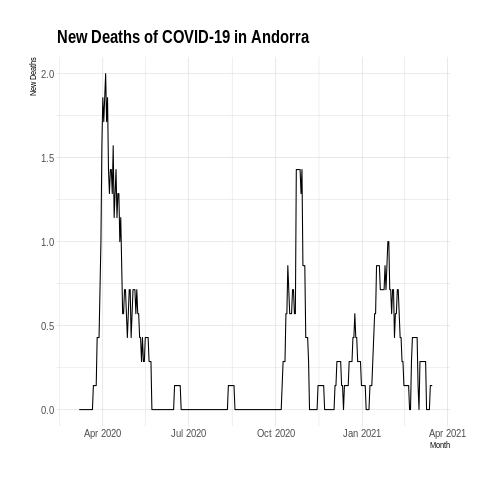 New Deaths of COVID-19 in Andorra
New Deaths
2.0
1.5
1.0
0.5
0.0
Apr 2020 Jul 2020 Oct 2020 Jan 2021 Apr 2021
Month